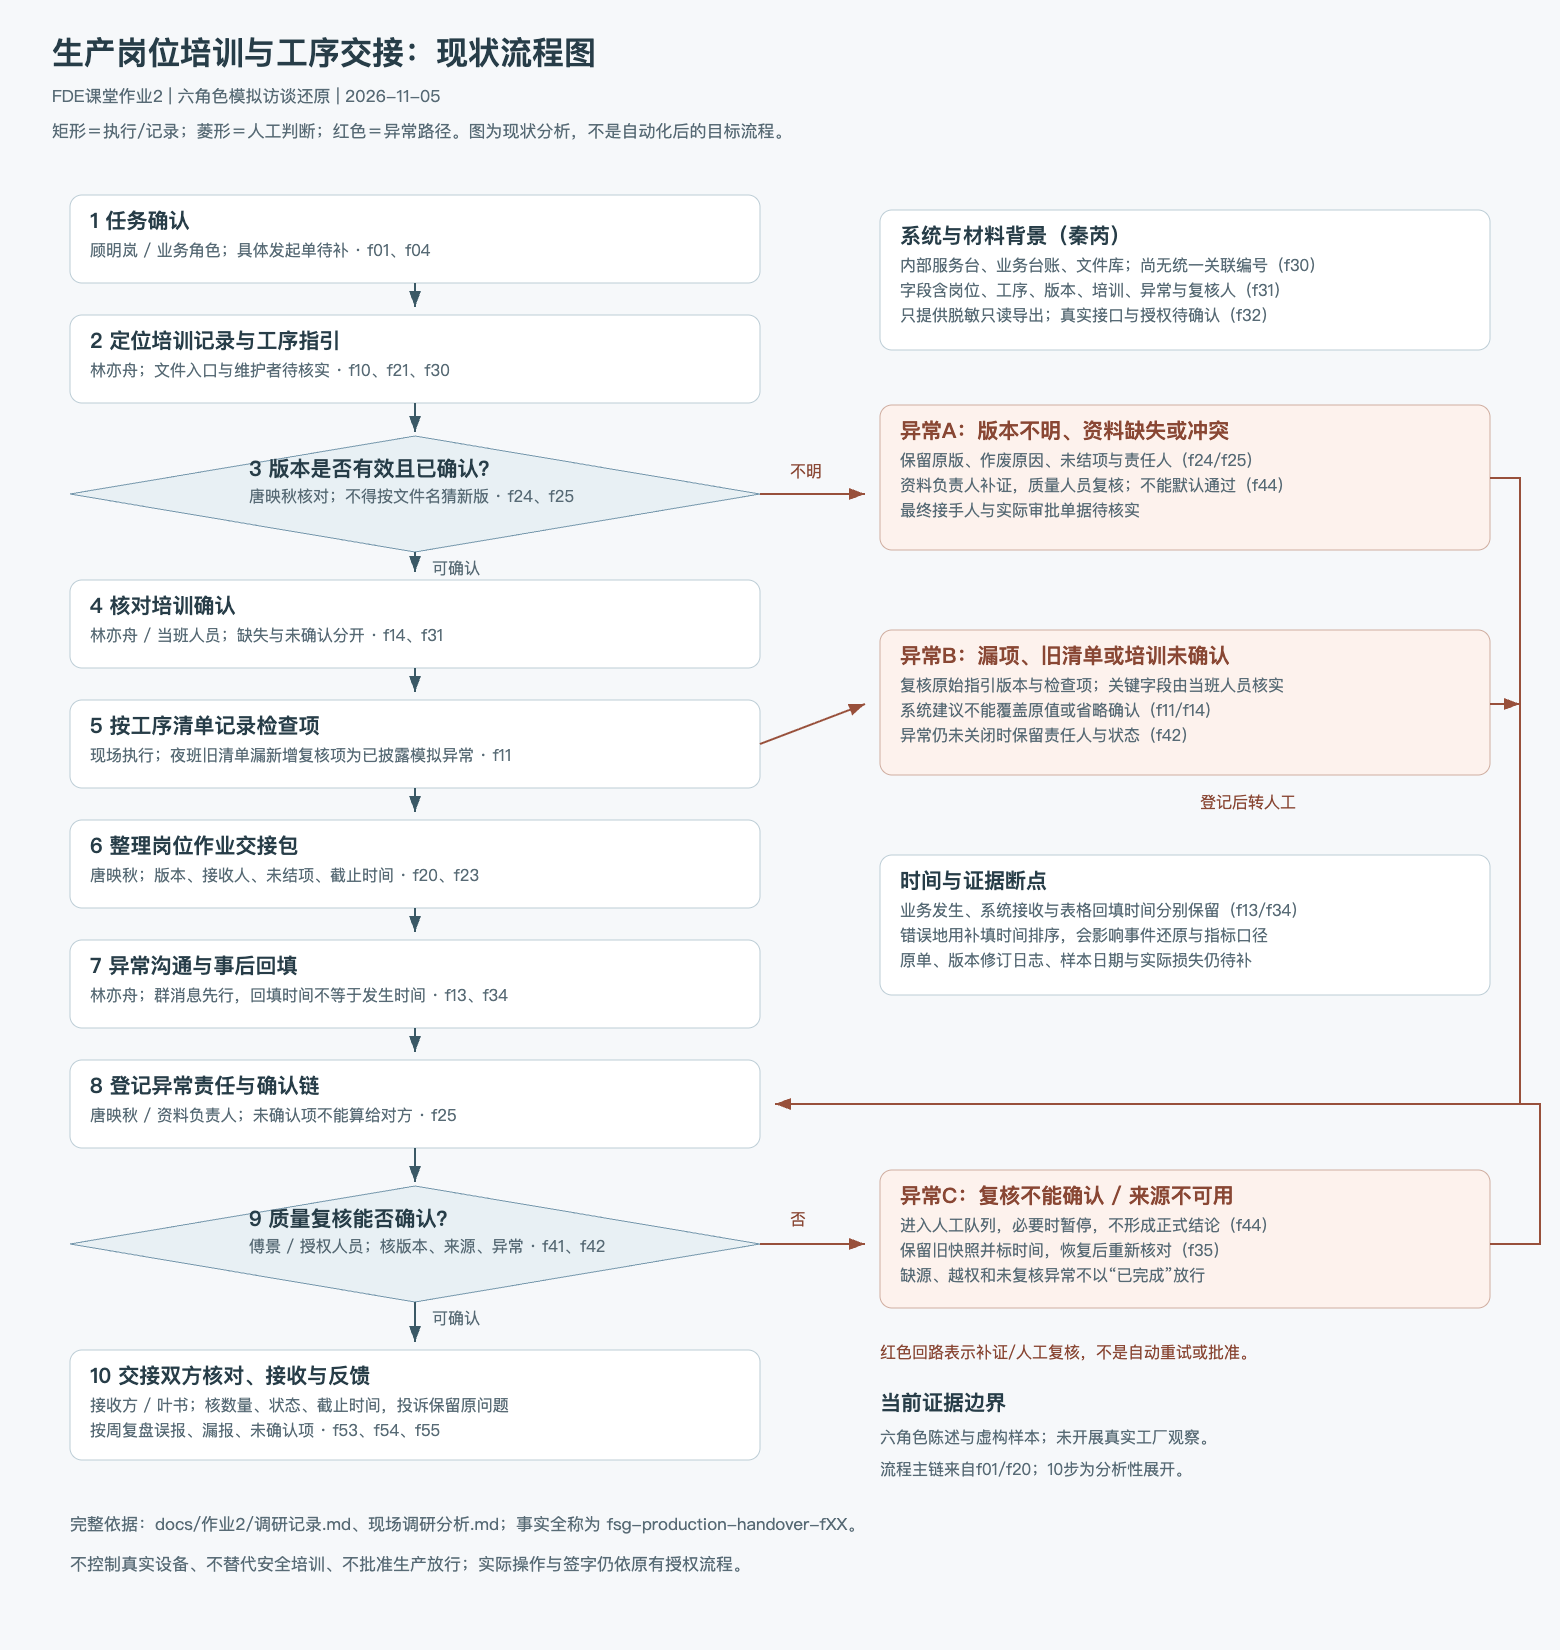 生产岗位培训与工序交接：现状流程图
FDE课堂作业2 | 六角色模拟访谈还原 | 2026-11-05
矩形＝执行/记录；菱形＝人工判断；红色＝异常路径。图为现状分析，不是自动化后的目标流程。
1 任务确认
顾明岚 / 业务角色；具体发起单待补 · f01、f04
2 定位培训记录与工序指引
林亦舟；文件入口与维护者待核实 · f10、f21、f30
3 版本是否有效且已确认？
唐映秋核对；不得按文件名猜新版 · f24、f25
不明
可确认
4 核对培训确认
林亦舟 / 当班人员；缺失与未确认分开 · f14、f31
5 按工序清单记录检查项
现场执行；夜班旧清单漏新增复核项为已披露模拟异常 · f11
6 整理岗位作业交接包
唐映秋；版本、接收人、未结项、截止时间 · f20、f23
7 异常沟通与事后回填
林亦舟；群消息先行，回填时间不等于发生时间 · f13、f34
8 登记异常责任与确认链
唐映秋 / 资料负责人；未确认项不能算给对方 · f25
9 质量复核能否确认？
傅景 / 授权人员；核版本、来源、异常 · f41、f42
否
可确认
10 交接双方核对、接收与反馈
接收方 / 叶书；核数量、状态、截止时间，投诉保留原问题
按周复盘误报、漏报、未确认项 · f53、f54、f55
系统与材料背景（秦芮）
内部服务台、业务台账、文件库；尚无统一关联编号（f30）
字段含岗位、工序、版本、培训、异常与复核人（f31）
只提供脱敏只读导出；真实接口与授权待确认（f32）
异常A：版本不明、资料缺失或冲突
保留原版、作废原因、未结项与责任人（f24/f25）
资料负责人补证，质量人员复核；不能默认通过（f44）
最终接手人与实际审批单据待核实
异常B：漏项、旧清单或培训未确认
复核原始指引版本与检查项；关键字段由当班人员核实
系统建议不能覆盖原值或省略确认（f11/f14）
异常仍未关闭时保留责任人与状态（f42）
登记后转人工
时间与证据断点
业务发生、系统接收与表格回填时间分别保留（f13/f34）
错误地用补填时间排序，会影响事件还原与指标口径
原单、版本修订日志、样本日期与实际损失仍待补
异常C：复核不能确认 / 来源不可用
进入人工队列，必要时暂停，不形成正式结论（f44）
保留旧快照并标时间，恢复后重新核对（f35）
缺源、越权和未复核异常不以“已完成”放行
红色回路表示补证/人工复核，不是自动重试或批准。
当前证据边界
六角色陈述与虚构样本；未开展真实工厂观察。
流程主链来自f01/f20；10步为分析性展开。
完整依据：docs/作业2/调研记录.md、现场调研分析.md；事实全称为 fsg-production-handover-fXX。
不控制真实设备、不替代安全培训、不批准生产放行；实际操作与签字仍依原有授权流程。